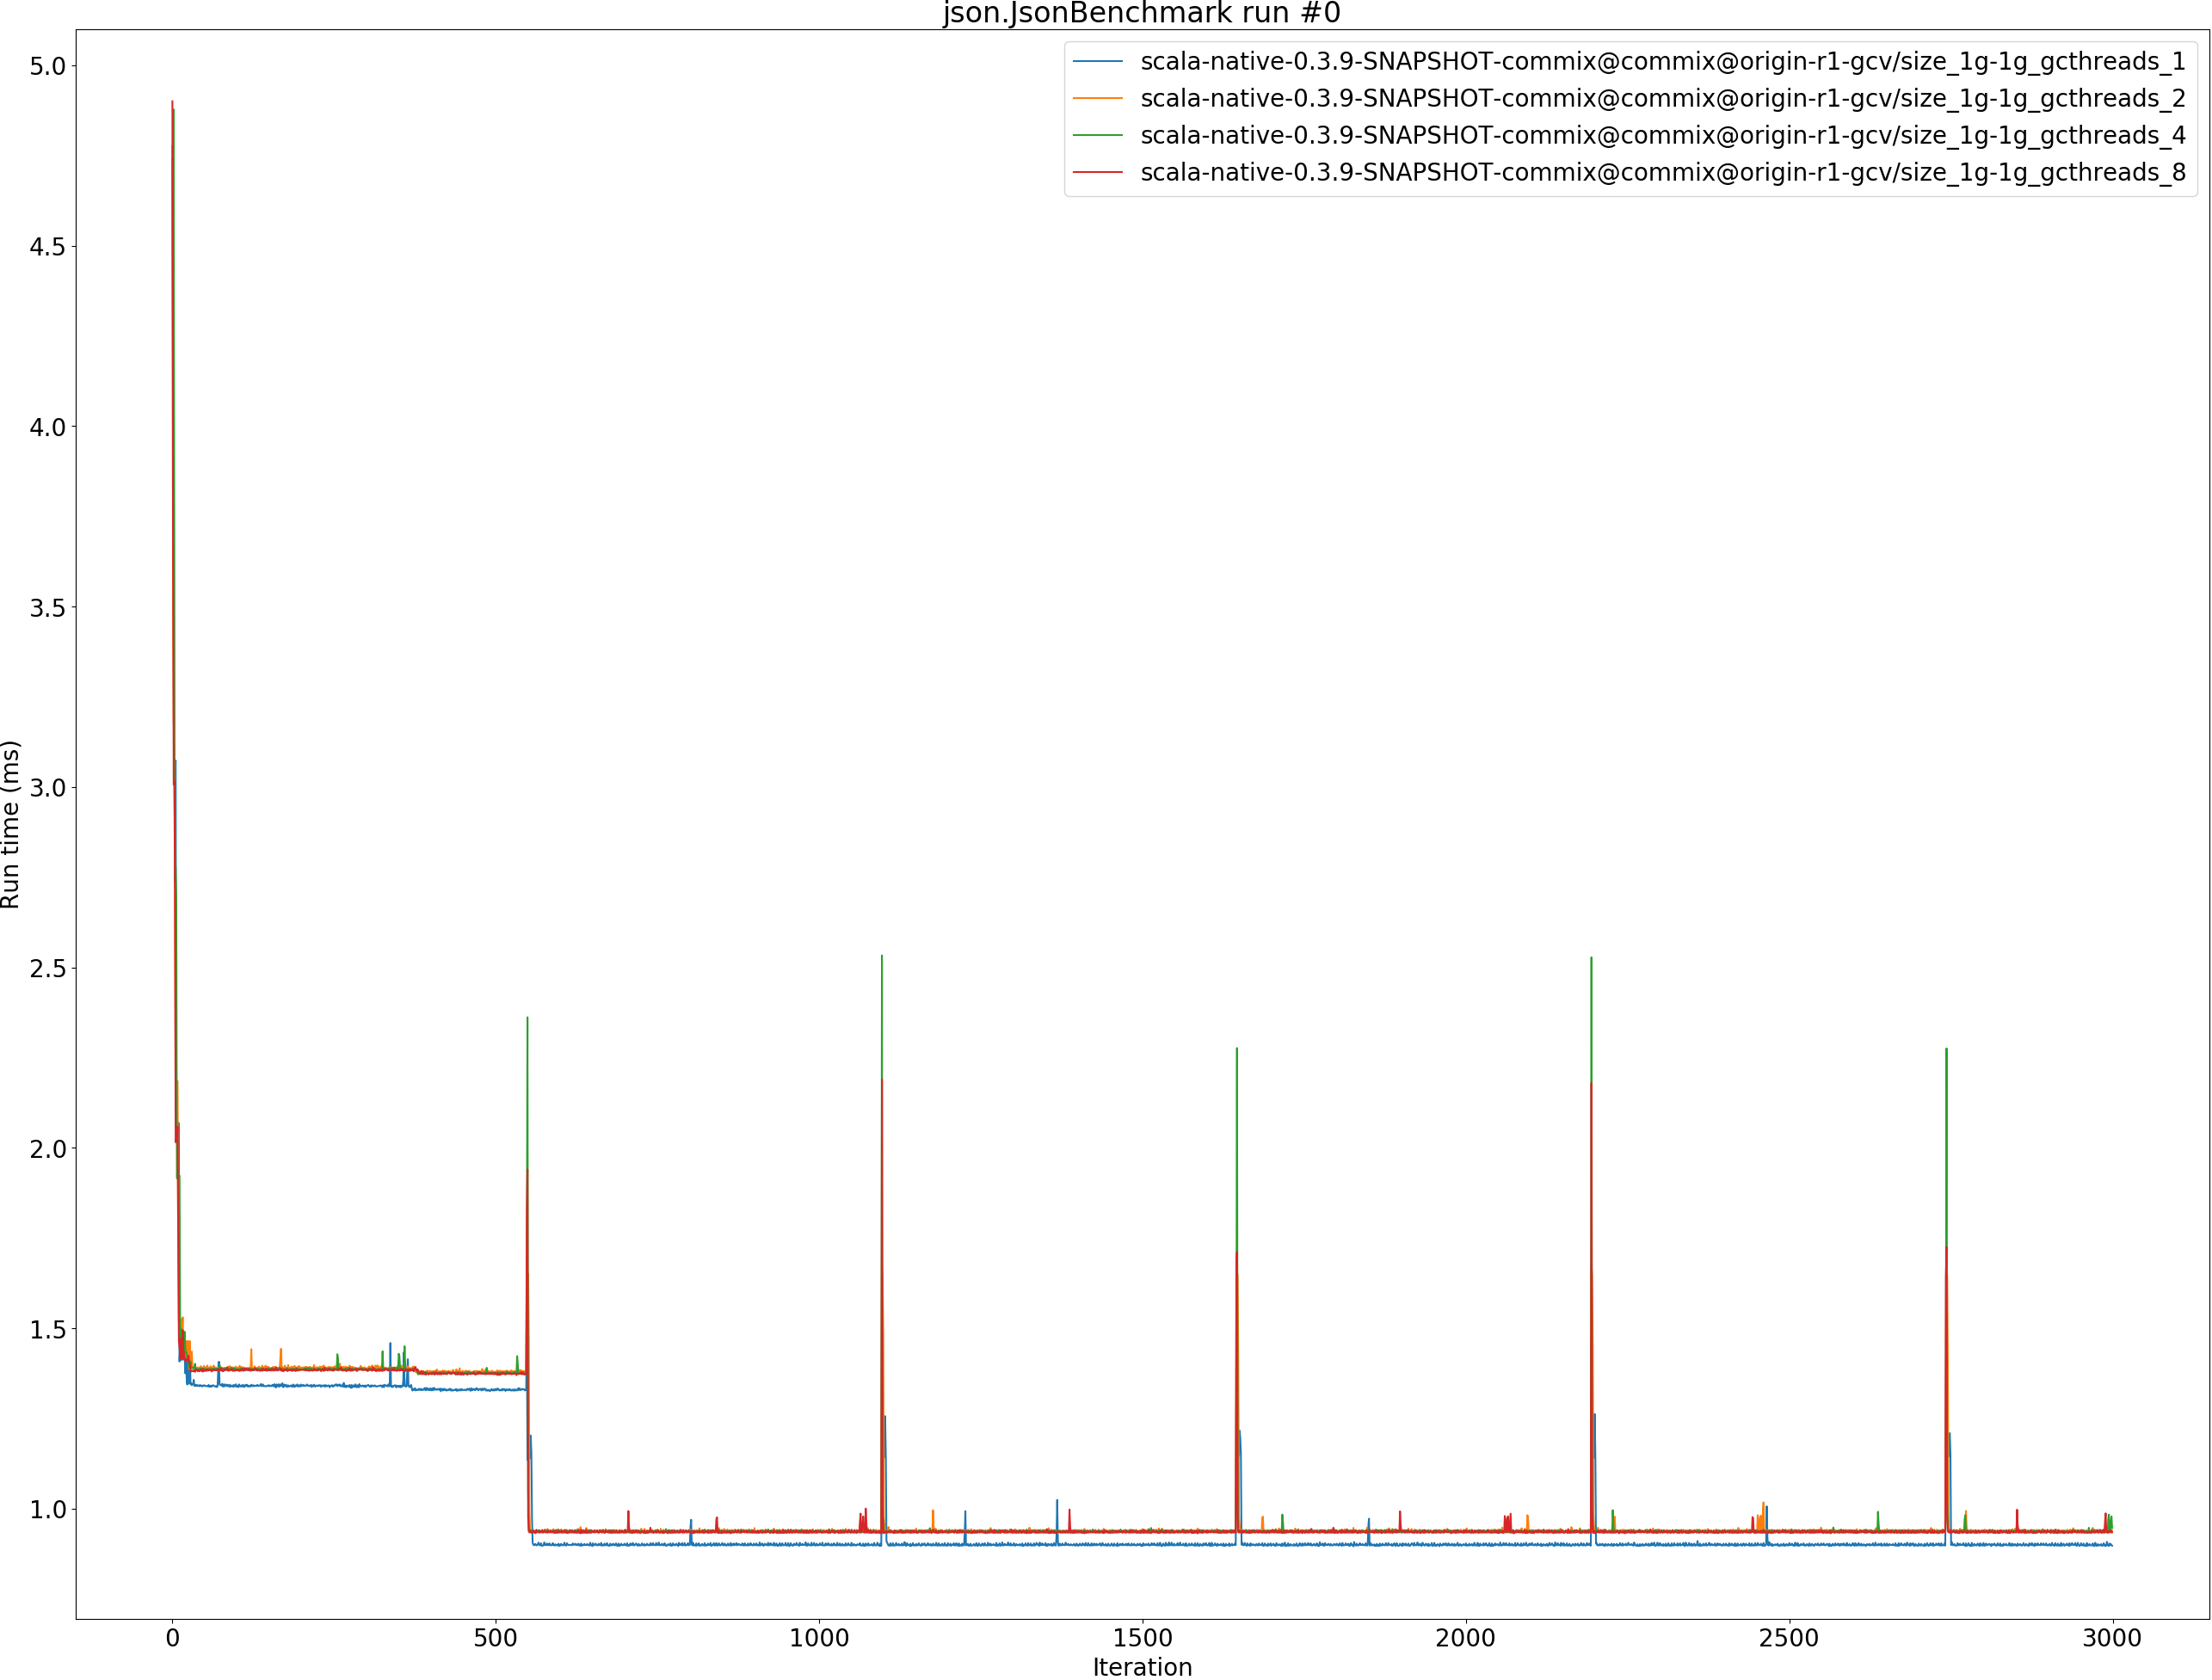 json.JsonBenchmark run #0
scala-native-0.3.9-SNAPSHOT-commix@commix@origin-r1-gcv/size_1g-1g_gcthreads_1
scala-native-0.3.9-SNAPSHOT-commix@commix@origin-r1-gcv/size_1g-1g_gcthreads_2
scala-native-0.3.9-SNAPSHOT-commix@commix@origin-r1-gcv/size_1g-1g_gcthreads_4
scala-native-0.3.9-SNAPSHOT-commix@commix@origin-r1-gcv/size_1g-1g_gcthreads_8
Run time (ms)
5.0
4.5
4.0
3.5
3.0
2.5
2.0
1.5
1.0
0 500 1000 1500 2000 2500 3000
Iteration